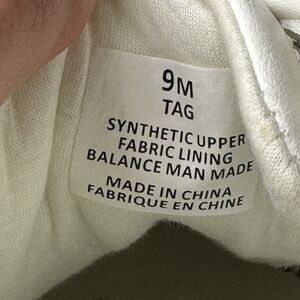 9M
TAG
SYNTHETIC UPPER
FABRIC LINING
BALANCE MAN MADE
MADE IN CHINA
FABRIQUE EN CHINE